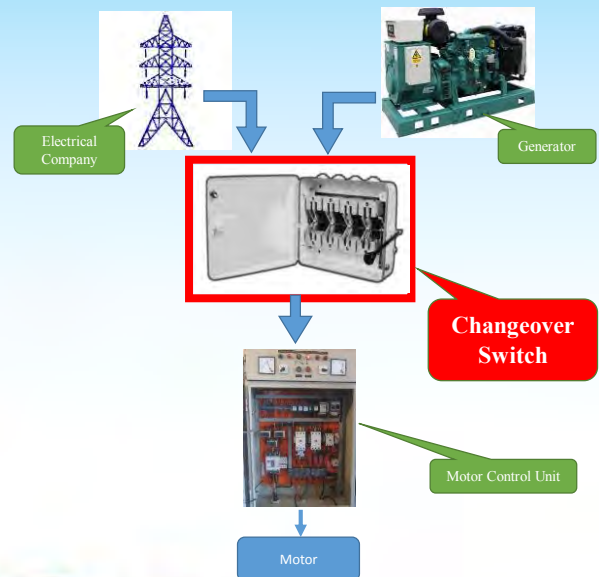 Electrical
Company
Generator
Changeover
Switch
Motor Control Unit
Motor